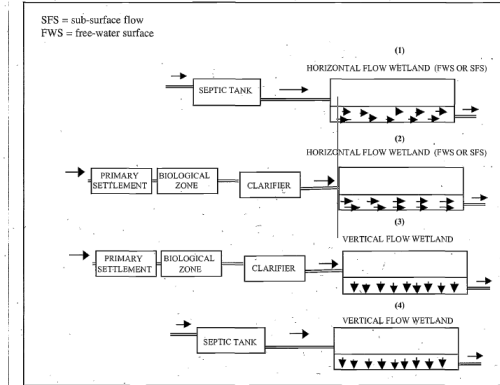 SFS = sub-surface flow
FWS = free-water surface
(1)
HORIZONTAL FLOW WETLAND (FWS OR SFS)
SEPTIC TANK
(2)
HORIZONTAL FLOW WETLAND (FWS OR SFS)
PRIMARY
SETTLEMENT
BIOLOGICAL
ZONE
CLARIFIER
(3)
VERTICAL FLOW WETLAND
PRIMARY
SETTLEMENT
BIOLOGICAL
ZONE
CLARIFIER
(4)
VERTICAL FLOW WETLAND
SEPTIC TANK